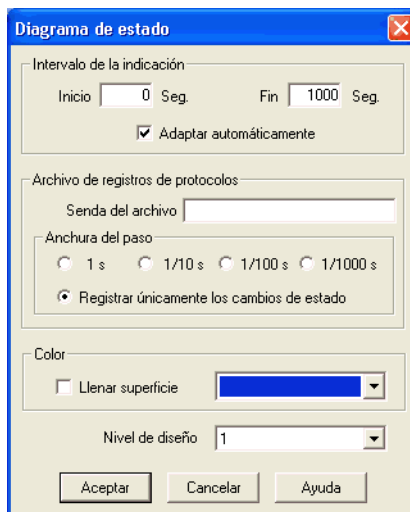 Diagrama de estado
Intervalo de la indicación
Inicio 0 Seg. Fin 1000 Seg.
Adaptar automáticamente
Archivo de registros de protocolos
Senda del archivo
Anchura del paso
1 s 1/10 s 1/100 s 1/1000 s
Registrar únicamente los cambios de estado
Color
Llenar superficie
Nivel de diseño 1
Aceptar Cancelar Ayuda